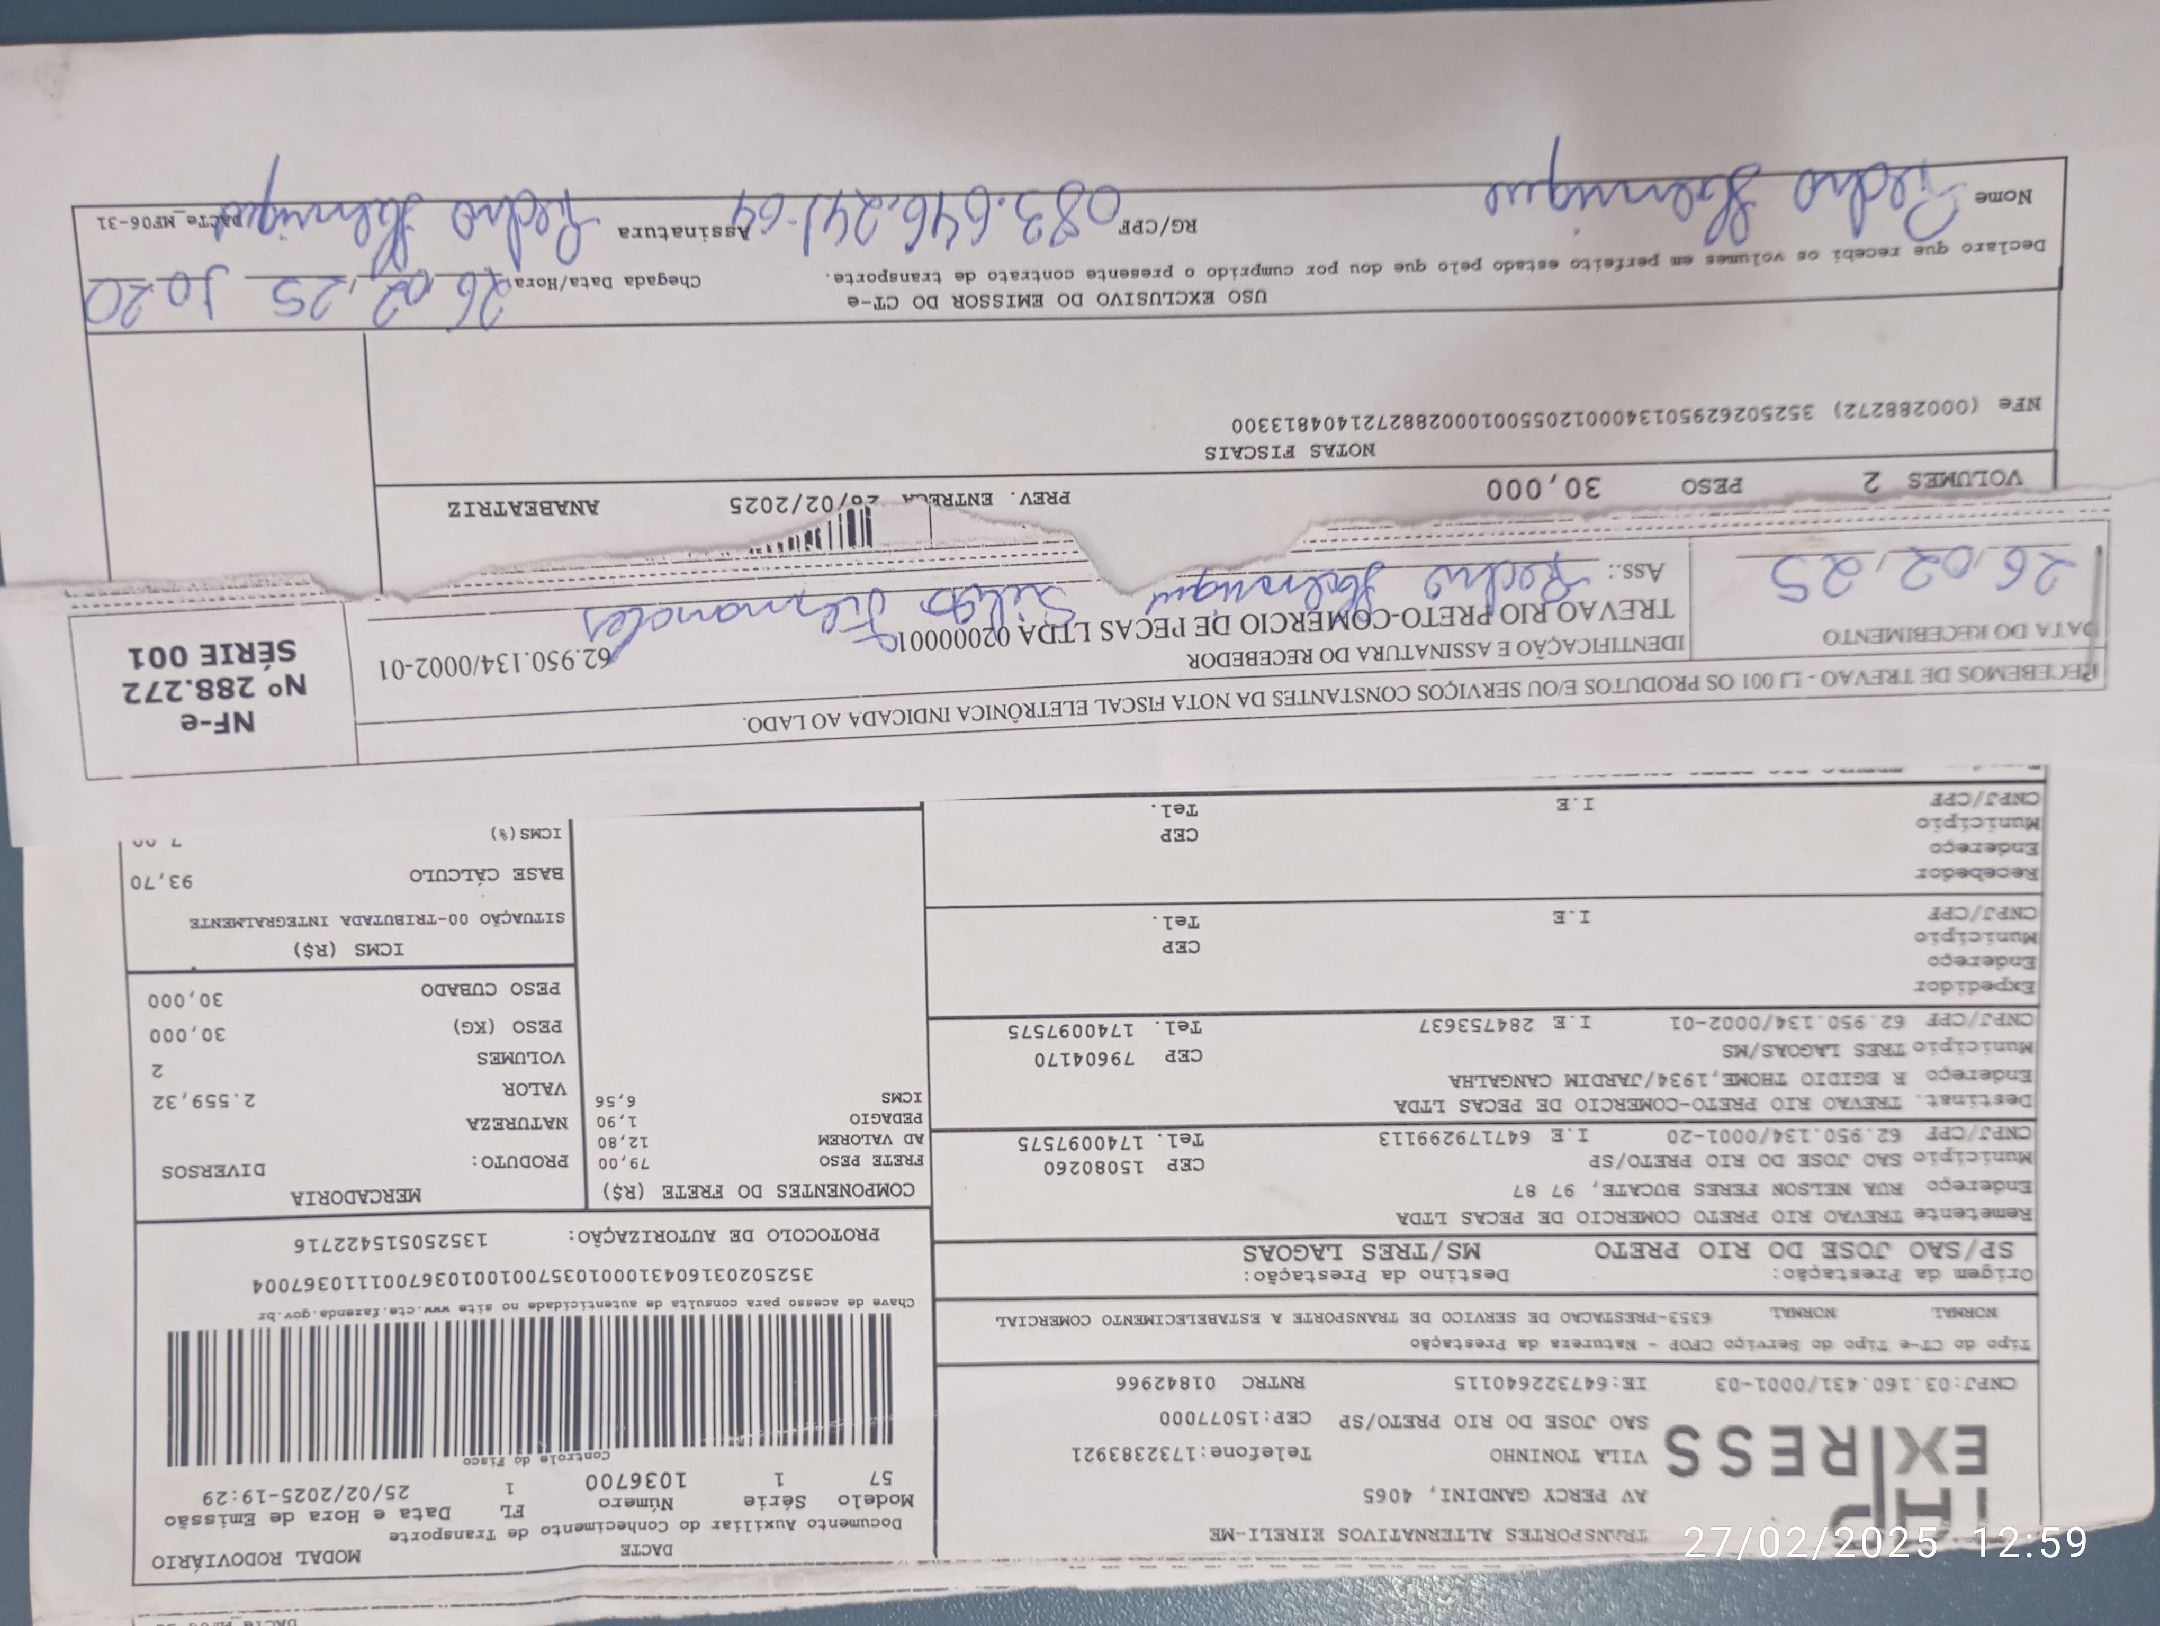 THP
EXPRESS
TRANSPORTES ALTERNATIVOS EIRELI-ME
AV PERCY GANDINI, 4065
VILA TONINHO Telefone:1732383921
SAO JOSE DO RIO PRETO/SP CEP:15077000
CNPJ:03.160.431/0001-03 IE:647322640115 RNTRC 01842966
Tipo do CT-e Tipo do Serviço CFOP - Natureza da Prestação
NORMAL NORMAL 6353-PRESTACAO DE SERVICO DE TRANSPORTE A ESTABELECIMENTO COMERCIAL
Origem da Prestação: Destino da Prestação:
SP/SAO JOSE DO RIO PRETO MS/TRES LAGOAS
Remetente TREVAO RIO PRETO COMERCIO DE PECAS LTDA
Endereço RUA NELSON FERES BUCATE, 97 87
Município SAO JOSE DO RIO PRETO/SP CEP 15080260
CNPJ/CPF 62.950.134/0001-20 I.E 647179299113 Tel. 1740097575
Destinat. TREVAO RIO PRETO-COMERCIO DE PECAS LTDA
Endereço R EGIDIO THOME,1934/JARDIM CANGALHA
Município TRES LAGOAS/MS CEP 79604170
CNPJ/CPF 62.950.134/0002-01 I.E 284753637 Tel. 1740097575
Expedidor
Endereço
Município CEP
CNPJ/CPF I.E Tel.
Recebedor
Endereço
Município CEP
CNPJ/CPF I.E Tel.
DACTE MODAL RODOVIÁRIO
Documento Auxiliar do Conhecimento de Transporte
Modelo Série Número FL Data e Hora de Emissão
57 1 1036700 1 25/02/2025-19:29
Controle do Fisco
Chave de acesso para consulta de autenticidade no site www.cte.fazenda.gov.br
35250203160431000103570010010367001110367004
PROTOCOLO DE AUTORIZAÇÃO: 135250515422716
COMPONENTES DO FRETE (R$)
FRETE PESO 79,00
AD VALOREM 12,80
PEDAGIO 1,90
ICMS 6,56
MERCADORIA
PRODUTO: DIVERSOS
NATUREZA
VALOR 2.559,32
VOLUMES 2
PESO (KG) 30,000
PESO CUBADO 30,000
ICMS (R$)
SITUAÇÃO 00-TRIBUTADA INTEGRALMENTE
BASE CÁLCULO 93,70
ICMS(%) 7,00
RECEBEMOS DE TREVAO - LJ 001 OS PRODUTOS E/OU SERVIÇOS CONSTANTES DA NOTA FISCAL ELETRÔNICA INDICADA AO LADO.
DATA DO RECEBIMENTO IDENTIFICAÇÃO E ASSINATURA DO RECEBEDOR
TREVAO RIO PRETO-COMERCIO DE PECAS LTDA 02000001 62.950.134/0002-01
26,02,25 Ass.: Pedro Henrique Silva Fernandes
NF-e
Nº 288.272
SÉRIE 001
VOLUMES 2 PESO 30,000 PREV. ENTREGA 26/02/2025 ANABEATRIZ
NOTAS FISCAIS
NFe (000288272) 35250262950134000120550010002882721404813300
USO EXCLUSIVO DO EMISSOR DO CT-e
Declaro que recebi os volumes em perfeito estado pelo que dou por cumprido o presente contrato de transporte.
Chegada Data/Hora 26,02,25 10:20
Nome Pedro Henrique RG/CPF 083.646.241-64 Assinatura Pedro Henrique
DACTe_MF06-31
27/02/2025 12:59